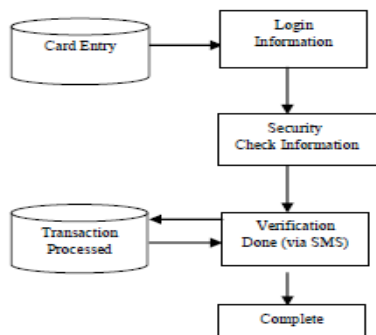 Card Entry
Login
Information
Security
Check Information
Transaction
Processed
Verification
Done (via SMS)
Complete